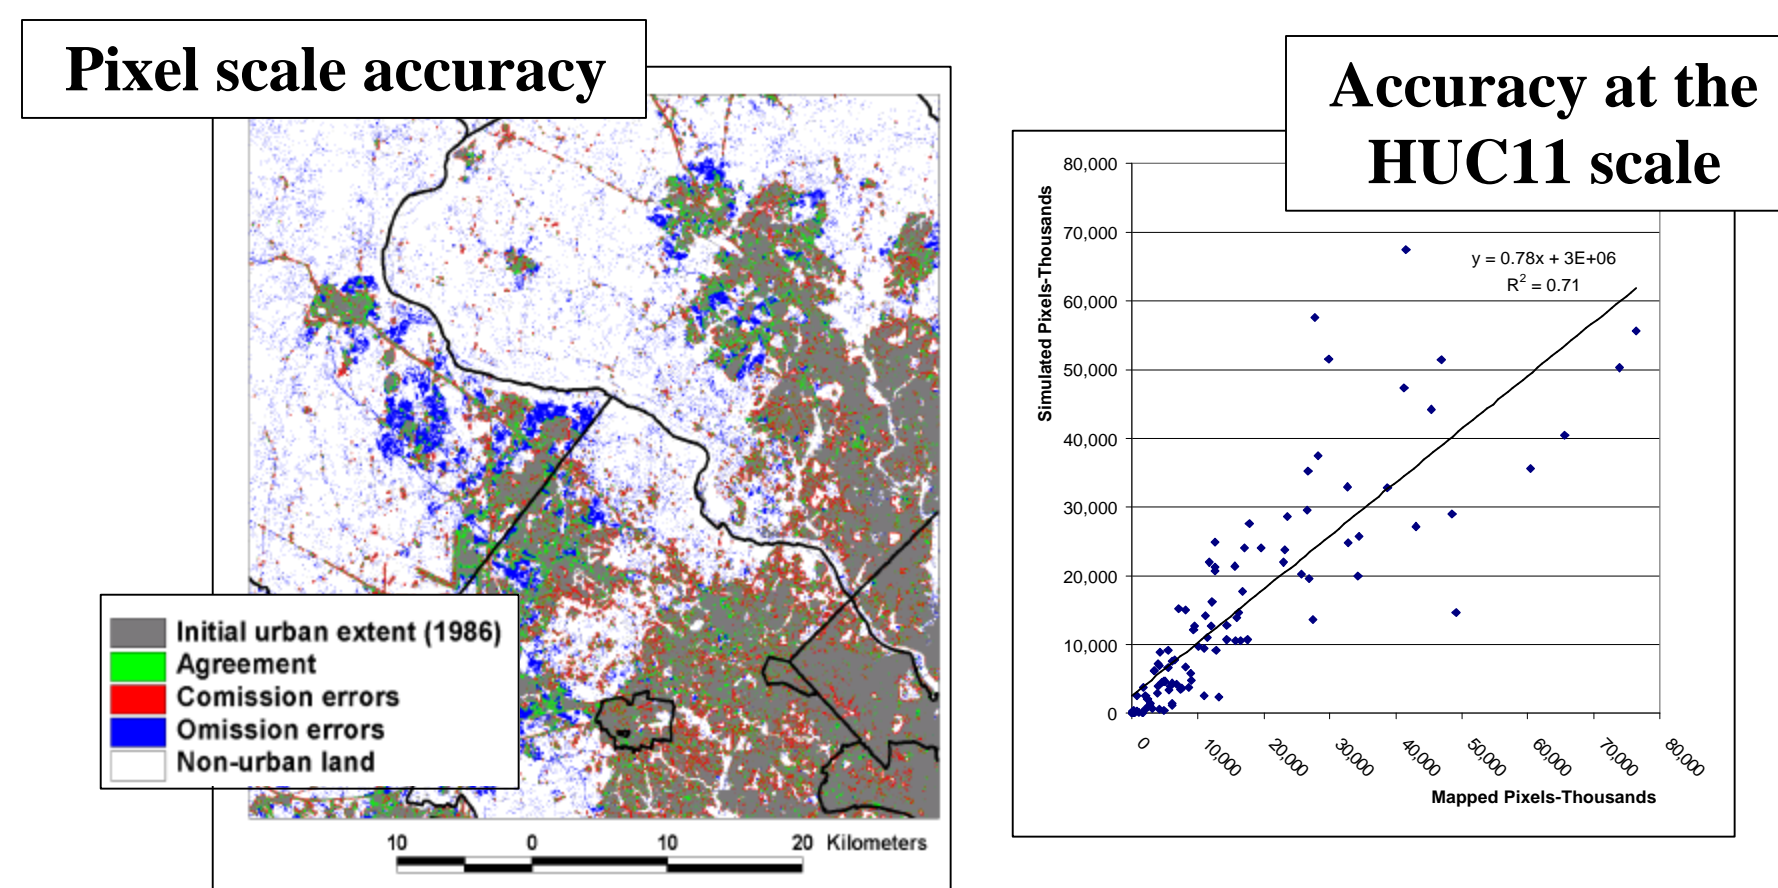 Pixel scale accuracy
Initial urban extent (1986)
Agreement
Comission errors
Omission errors
Non-urban land
10 0 10 20 Kilometers
Accuracy at the
HUC11 scale
Simulated Pixels-Thousands
80,000
70,000
60,000
50,000
40,000
30,000
20,000
10,000
0
y = 0.78x + 3E+06
R² = 0.71
0 10,000 20,000 30,000 40,000 50,000 60,000 70,000 80,000
Mapped Pixels-Thousands